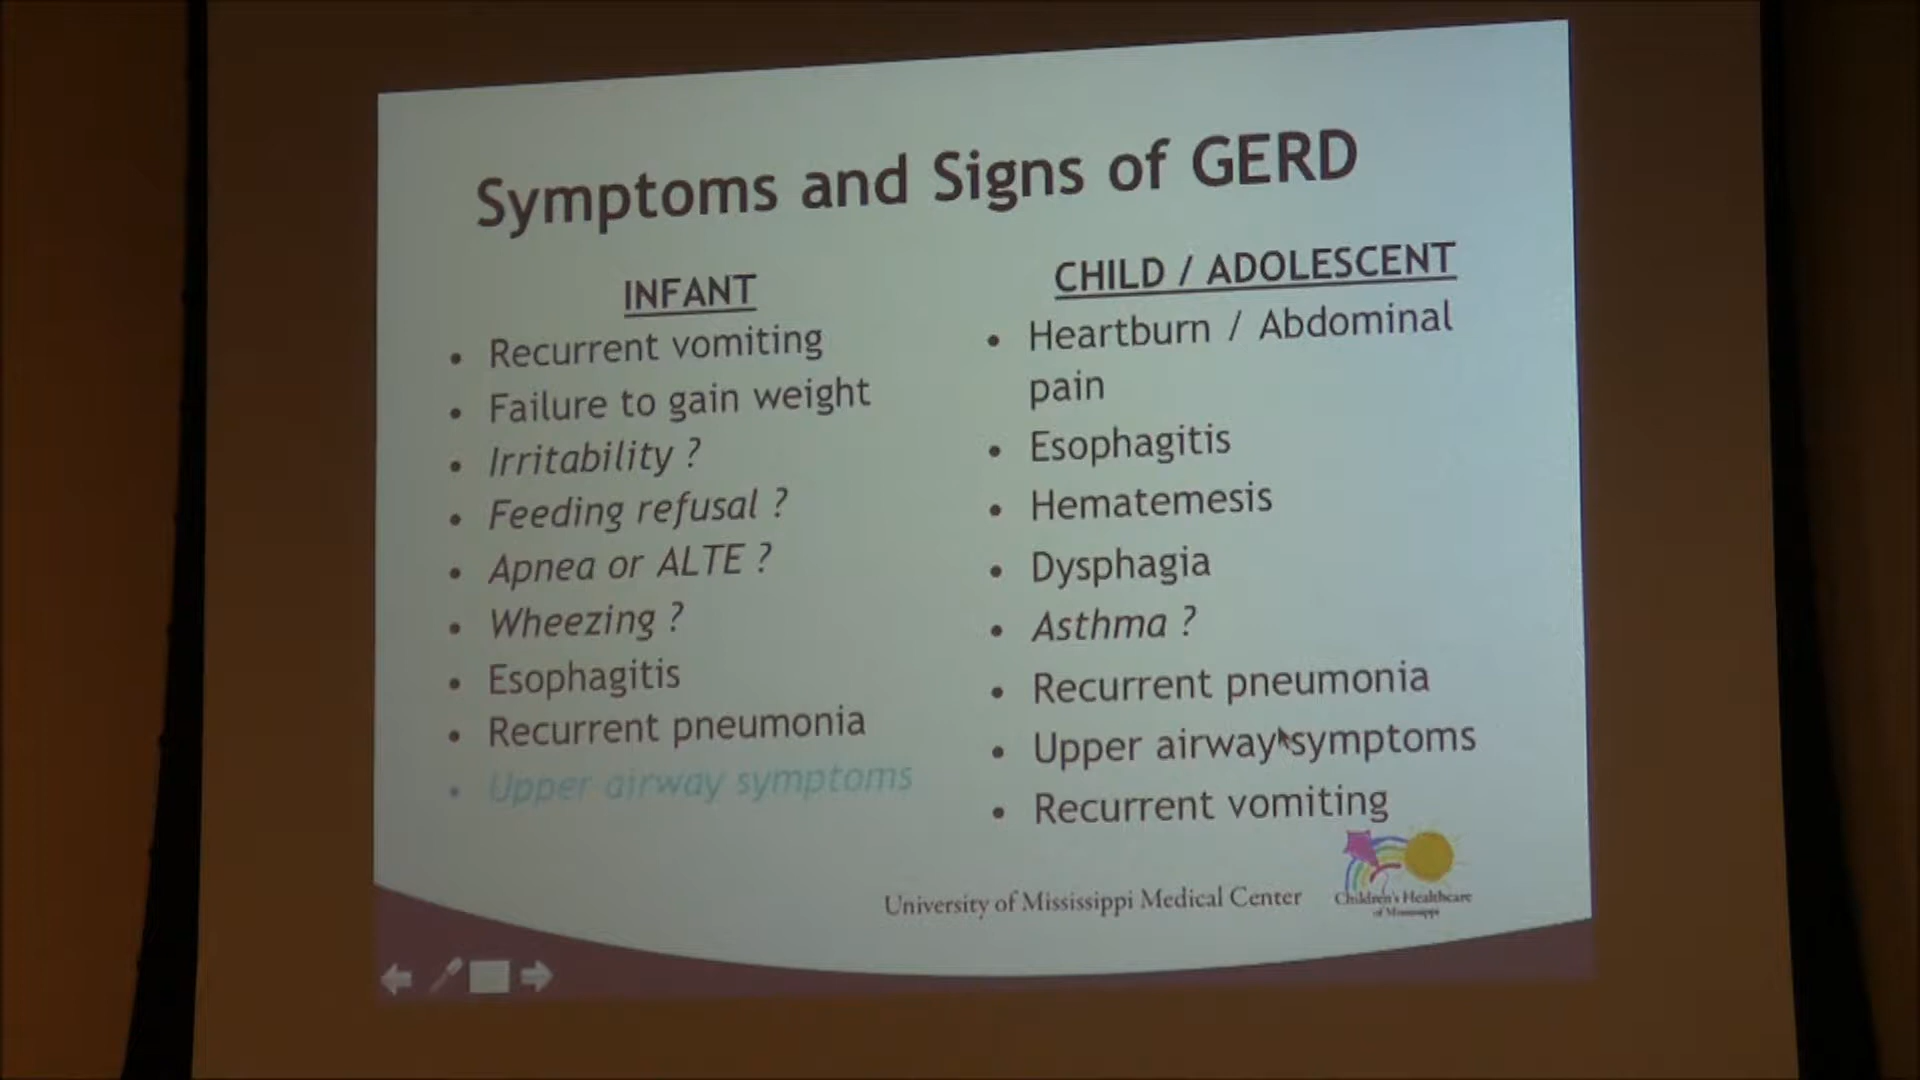 Symptoms and Signs of GERD
INFANT
• Recurrent vomiting
• Failure to gain weight
• Irritability ?
• Feeding refusal ?
• Apnea or ALTE ?
• Wheezing ?
• Esophagitis
• Recurrent pneumonia
• Upper airway symptoms
CHILD / ADOLESCENT
• Heartburn / Abdominal
pain
• Esophagitis
• Hematemesis
• Dysphagia
• Asthma ?
• Recurrent pneumonia
• Upper airway symptoms
• Recurrent vomiting
University of Mississippi Medical Center
Children's Healthcare
of Mississippi